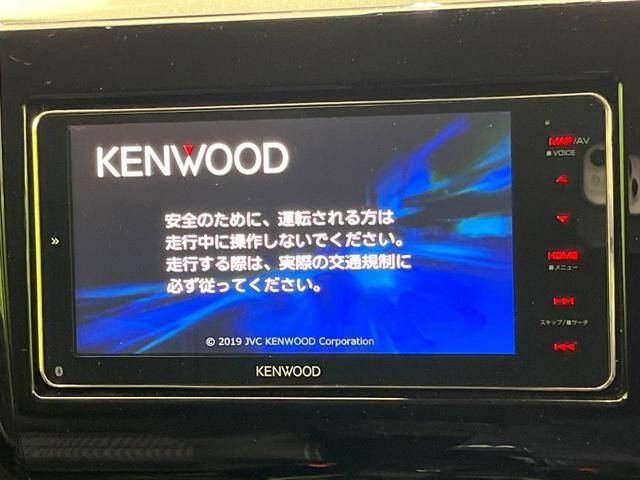 KENWOOD
安全のために、運転される方は
走行中に操作しないでください。
走行する際は、実際の交通規制に
必ず従ってください。
© 2019 JVC KENWOOD Corporation
KENWOOD
MAP/AV
■VOICE
HOME
■メニュー
スキップ/■サーチ